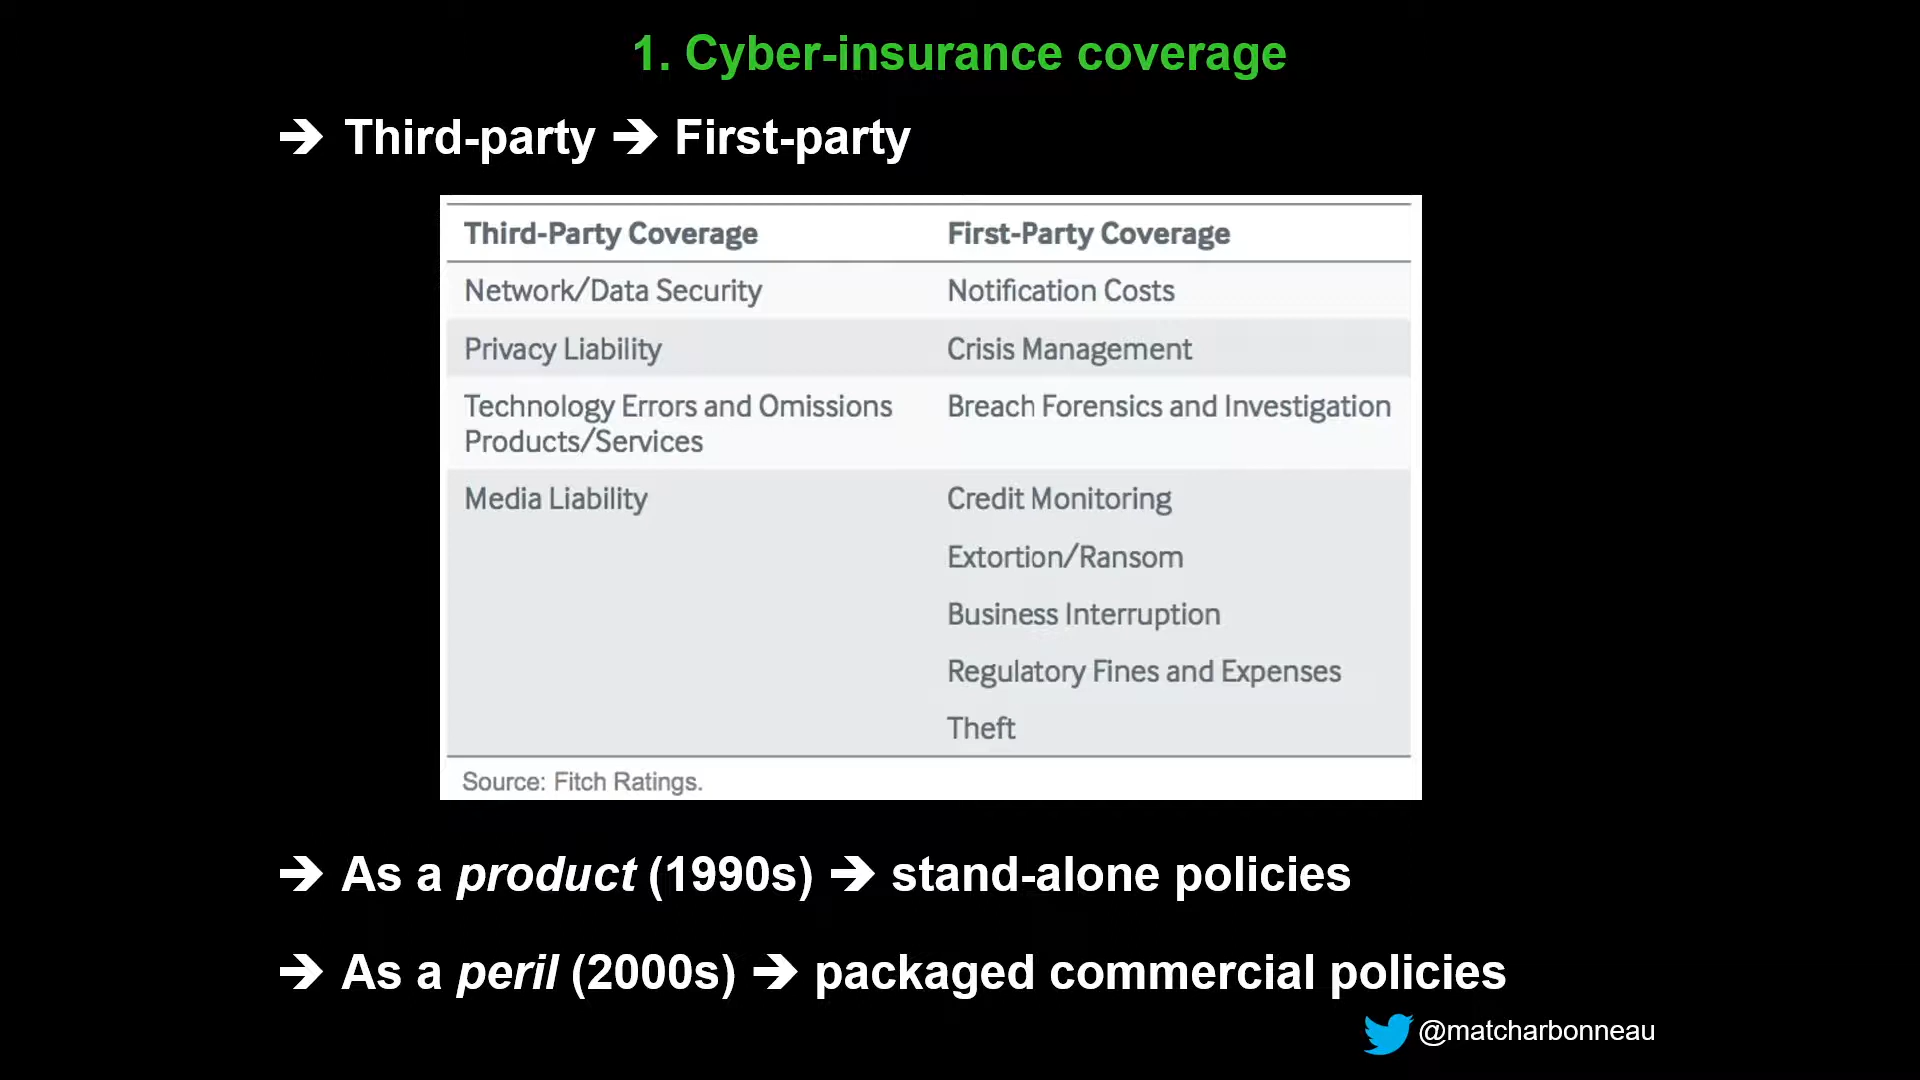 1. Cyber-insurance coverage
➔ Third-party ➔ First-party
Third-Party Coverage First-Party Coverage
Network/Data Security Notification Costs
Privacy Liability Crisis Management
Technology Errors and Omissions Breach Forensics and Investigation
Products/Services
Media Liability Credit Monitoring
Extortion/Ransom
Business Interruption
Regulatory Fines and Expenses
Theft
Source: Fitch Ratings.
➔ As a product (1990s) ➔ stand-alone policies
➔ As a peril (2000s) ➔ packaged commercial policies
@matcharbonneau